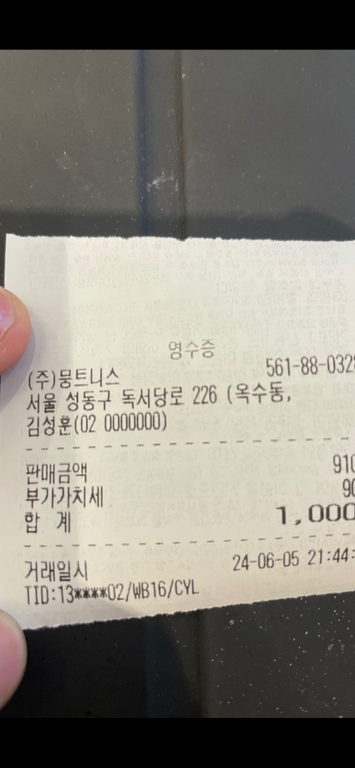 영수증
(주)뭉트니스 561-88-0328
서울 성동구 독서당로 226 (옥수동,
김성훈(02 0000000)
판매금액 910
부가가치세 90
합 계 1,000
거래일시 24-06-05 21:44:
TID:13****02/WB16/CYL